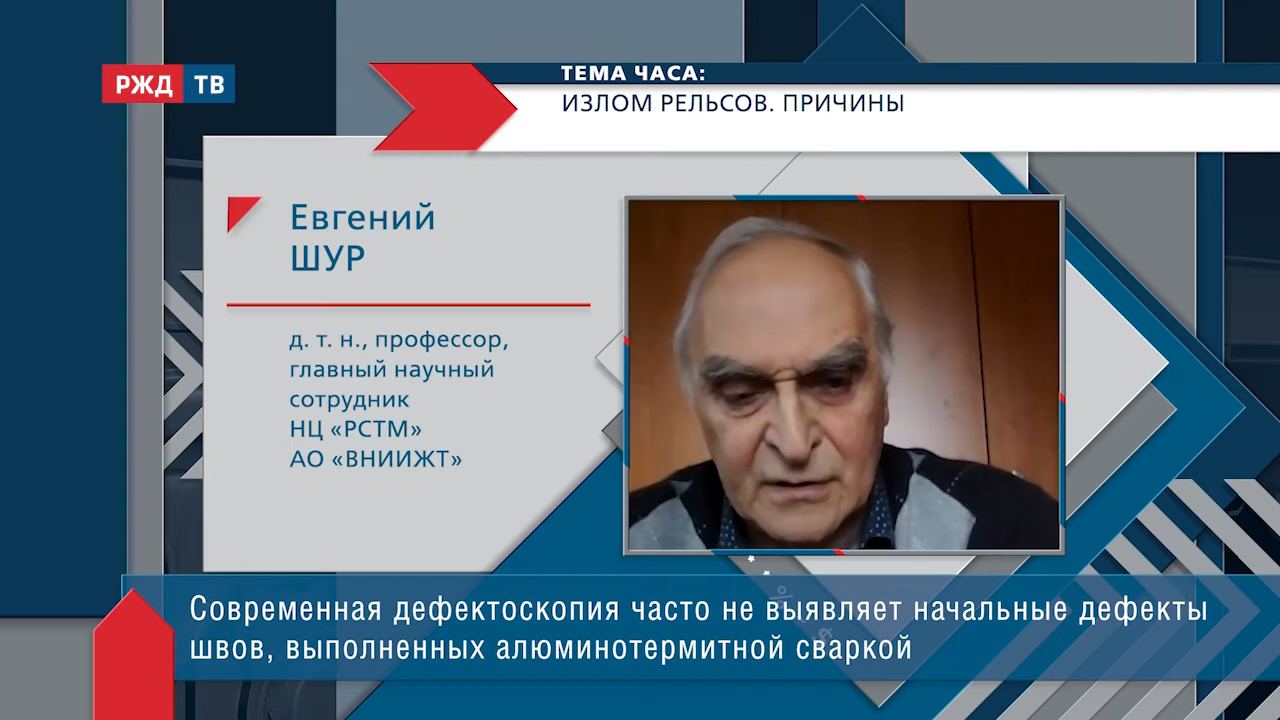 РЖД ТВ
ТЕМА ЧАСА:
ИЗЛОМ РЕЛЬСОВ. ПРИЧИНЫ
Евгений
ШУР
д. т. н., профессор,
главный научный
сотрудник
НЦ «РСТМ»
АО «ВНИИЖТ»
Современная дефектоскопия часто не выявляет начальные дефекты
швов, выполненных алюминотермитной сваркой